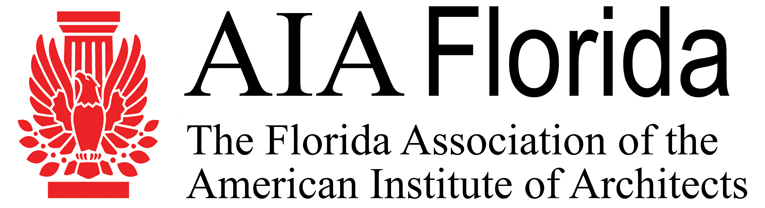 AIA Florida
The Florida Association of the
American Institute of Architects